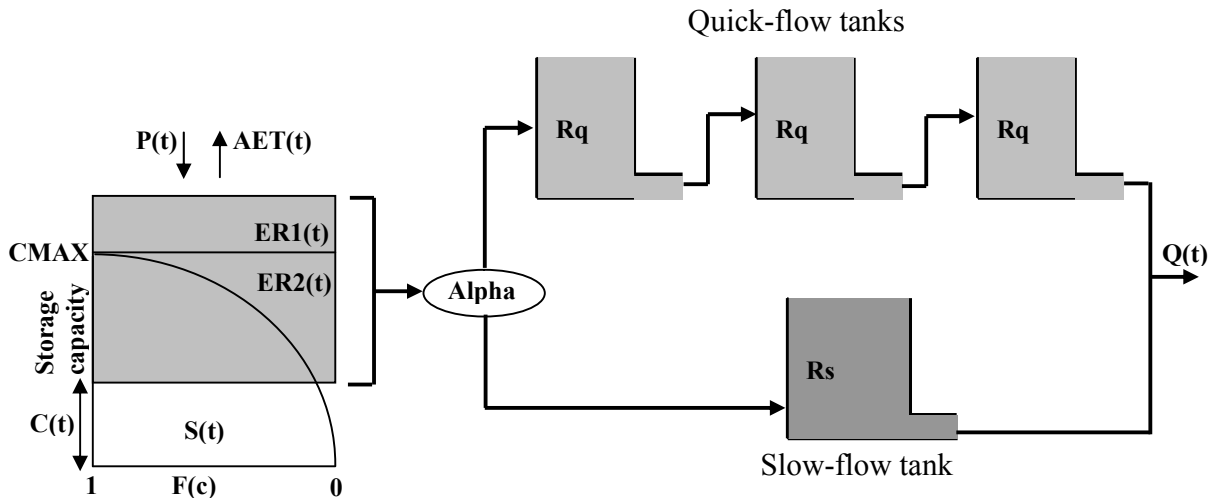 Quick-flow tanks
P(t)
AET(t)
Rq
Rq
Rq
ER1(t)
CMAX
ER2(t)
Storage
capacity
Alpha
Q(t)
Rs
C(t)
S(t)
Slow-flow tank
1
F(c)
0